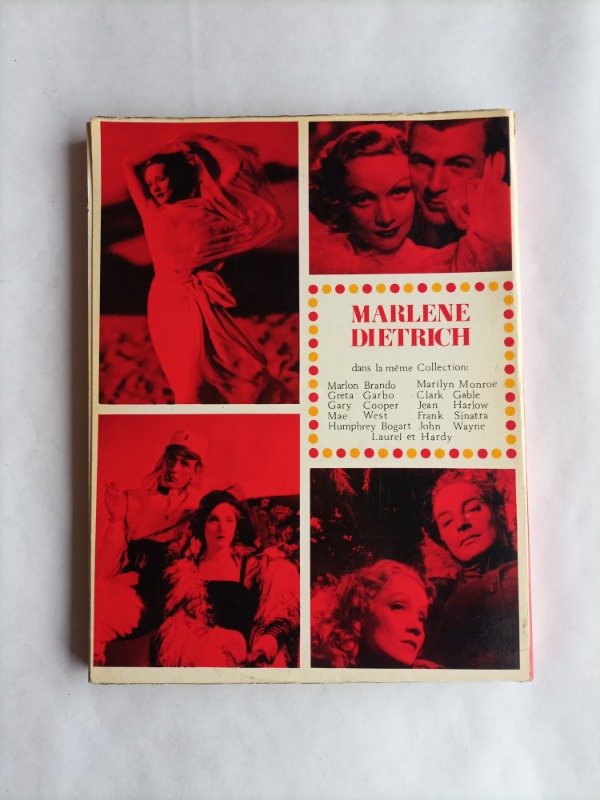 MARLENE
DIETRICH
dans la même Collection:
Marlon Brando Marilyn Monroe
Greta Garbo Clark Gable
Gary Cooper Jean Harlow
Mae West Frank Sinatra
Humphrey Bogart John Wayne
Laurel et Hardy